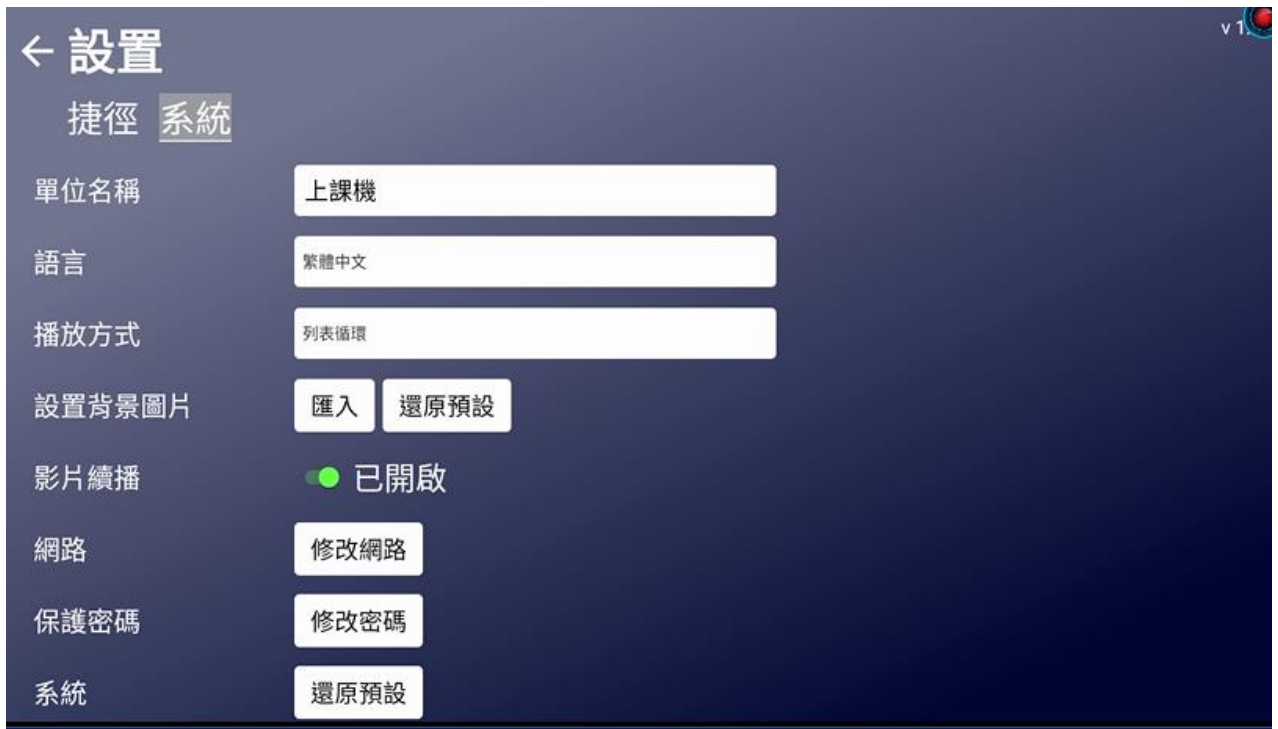 ← 設置
v 1.
捷徑 系統
單位名稱 上課機
語言 繁體中文
播放方式 列表循環
設置背景圖片 匯入 還原預設
影片續播 已開啟
網路 修改網路
保護密碼 修改密碼
系統 還原預設